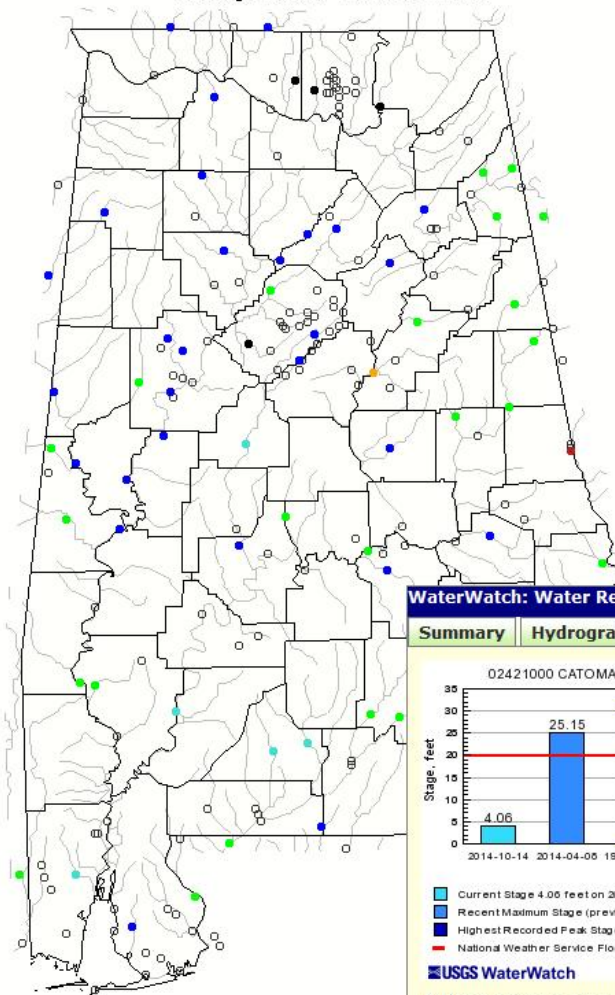 WaterWatch: Water Re
Summary Hydrogra
02421000 CATOMA
Stage, feet
35
30
25
20
15
10
5
0
25.15
4.06
2014-10-14 2014-04-08 19
Current Stage 4.06 feet on 2
Recent Maximum Stage (prev
Highest Recorded Peak Stag
National Weather Service Flo
USGS WaterWatch